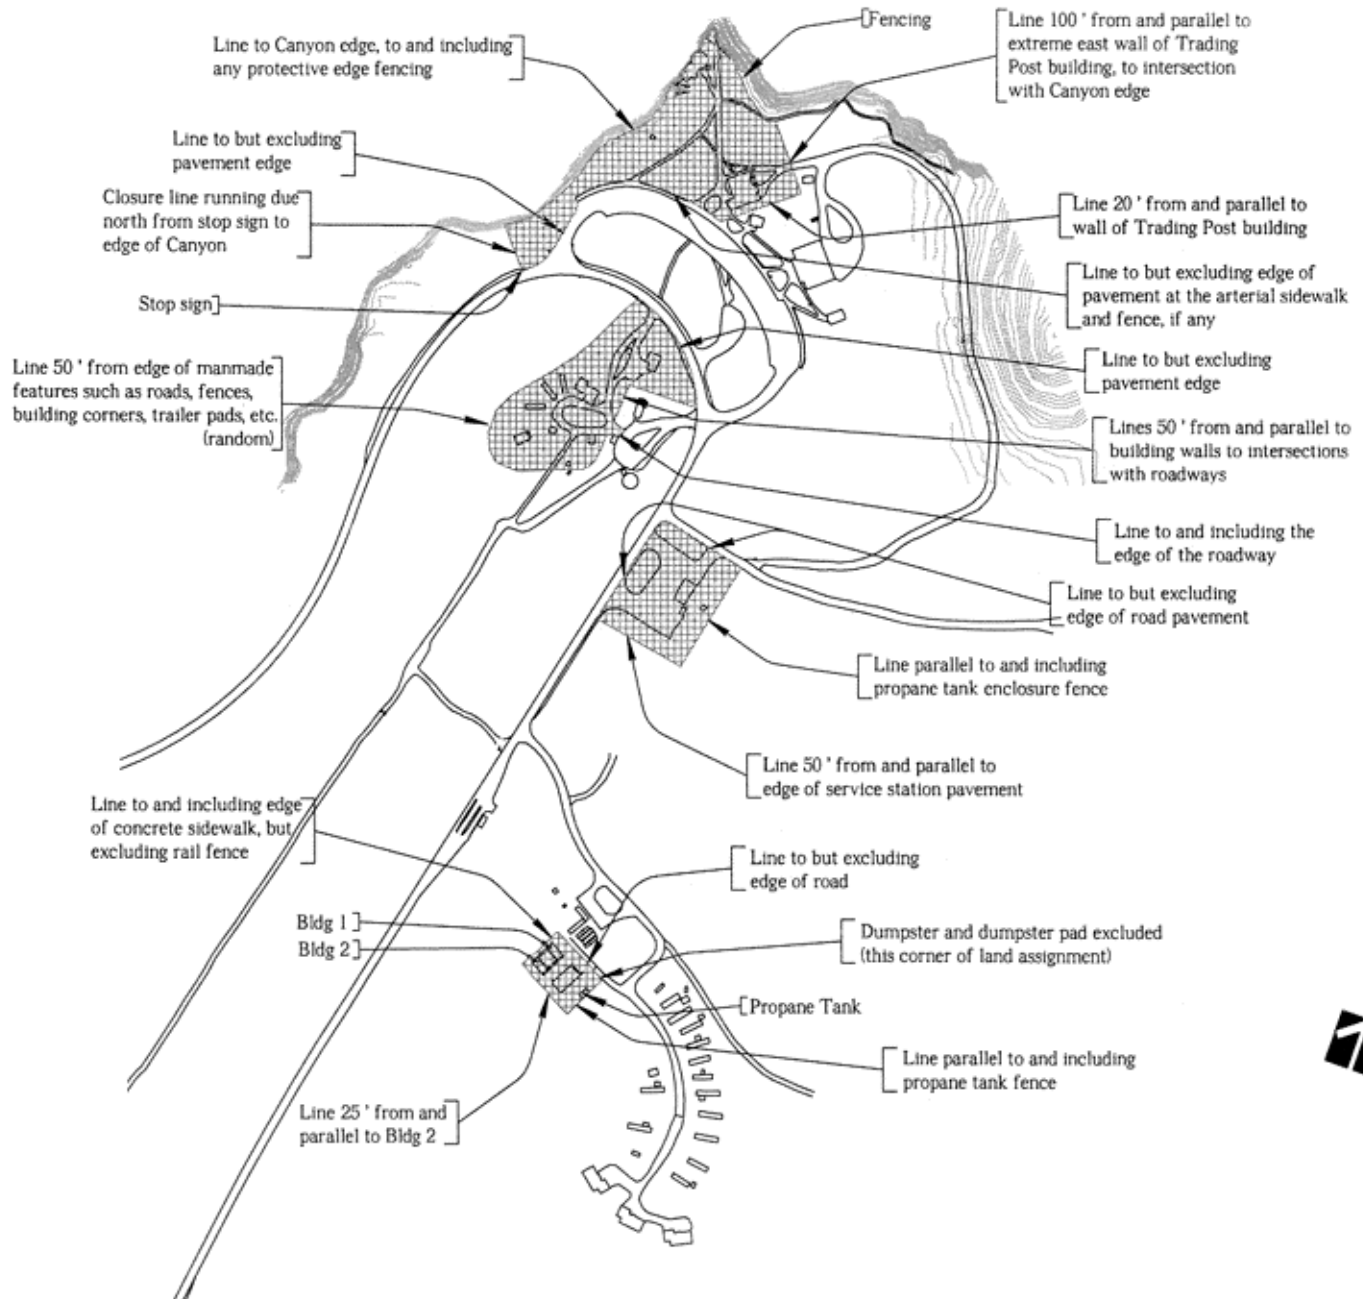 Fencing
Line 100 ' from and parallel to
extreme east wall of Trading
Post building, to intersection
with Canyon edge
Line to Canyon edge, to and including
any protective edge fencing
Line to but excluding
pavement edge
Closure line running due
north from stop sign to
edge of Canyon
Line 20 ' from and parallel to
wall of Trading Post building
Line to but excluding edge of
pavement at the arterial sidewalk
and fence, if any
Stop sign
Line to but excluding
pavement edge
Line 50 ' from edge of manmade
features such as roads, fences,
building corners, trailer pads, etc.
(random)
Lines 50 ' from and parallel to
building walls to intersections
with roadways
Line to and including the
edge of the roadway
Line to but excluding
edge of road pavement
Line parallel to and including
propane tank enclosure fence
Line 50 ' from and parallel to
edge of service station pavement
Line to and including edge
of concrete sidewalk, but
excluding rail fence
Line to but excluding
edge of road
Bldg 1
Bldg 2
Dumpster and dumpster pad excluded
(this corner of land assignment)
Propane Tank
Line parallel to and including
propane tank fence
Line 25 ' from and
parallel to Bldg 2